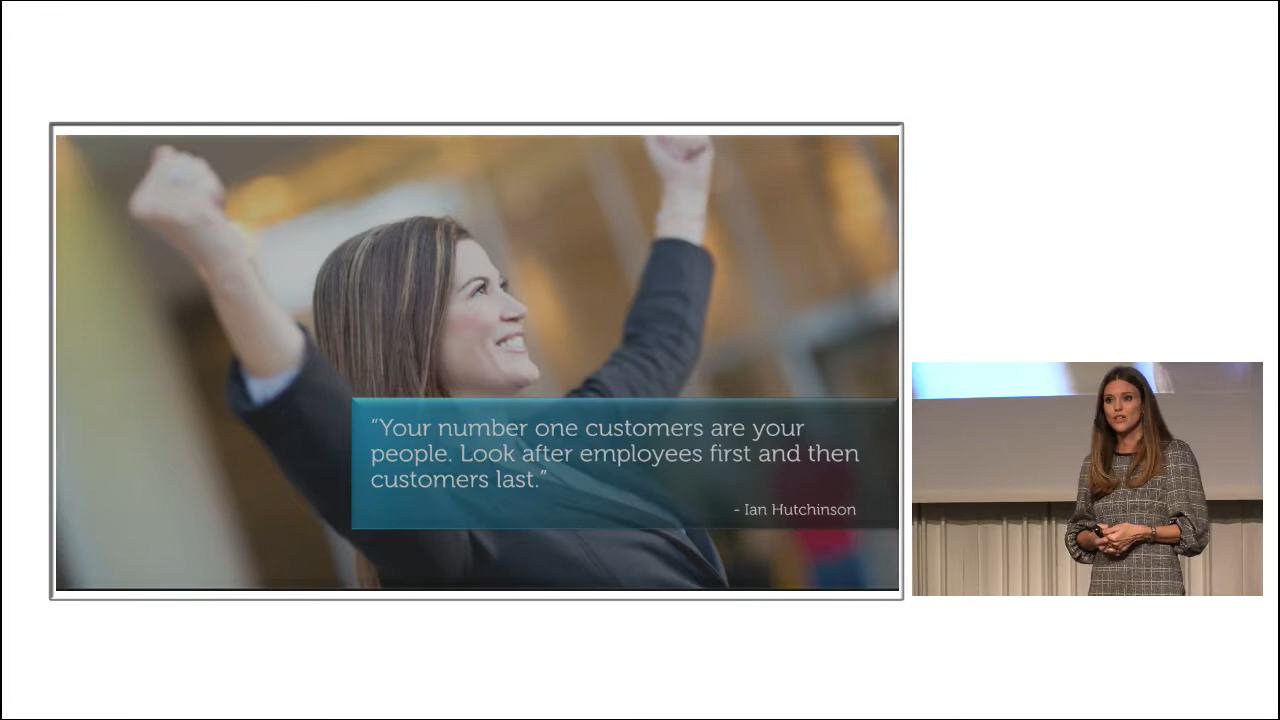 "Your number one customers are your
people. Look after employees first and then
customers last."
- Ian Hutchinson